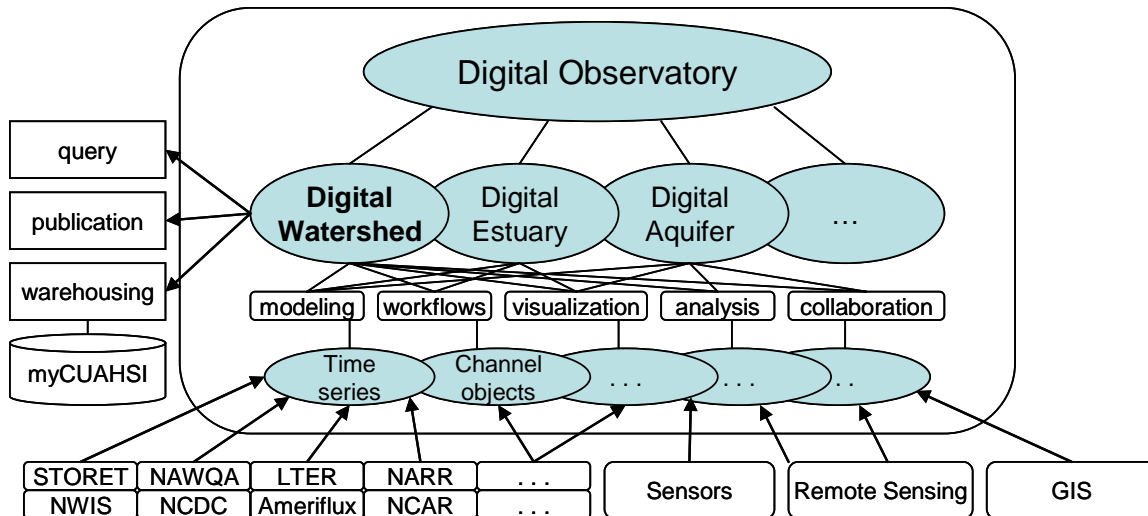 Digital Observatory
query
publication
warehousing
myCUAHSI
Digital
Watershed
Digital
Estuary
Digital
Aquifer
...
modeling
workflows
visualization
analysis
collaboration
Time
series
Channel
objects
. . .
. . .
. .
STORET
NAWQA
LTER
NARR
. . .
NWIS
NCDC
Ameriflux
NCAR
. . .
Sensors
Remote Sensing
GIS